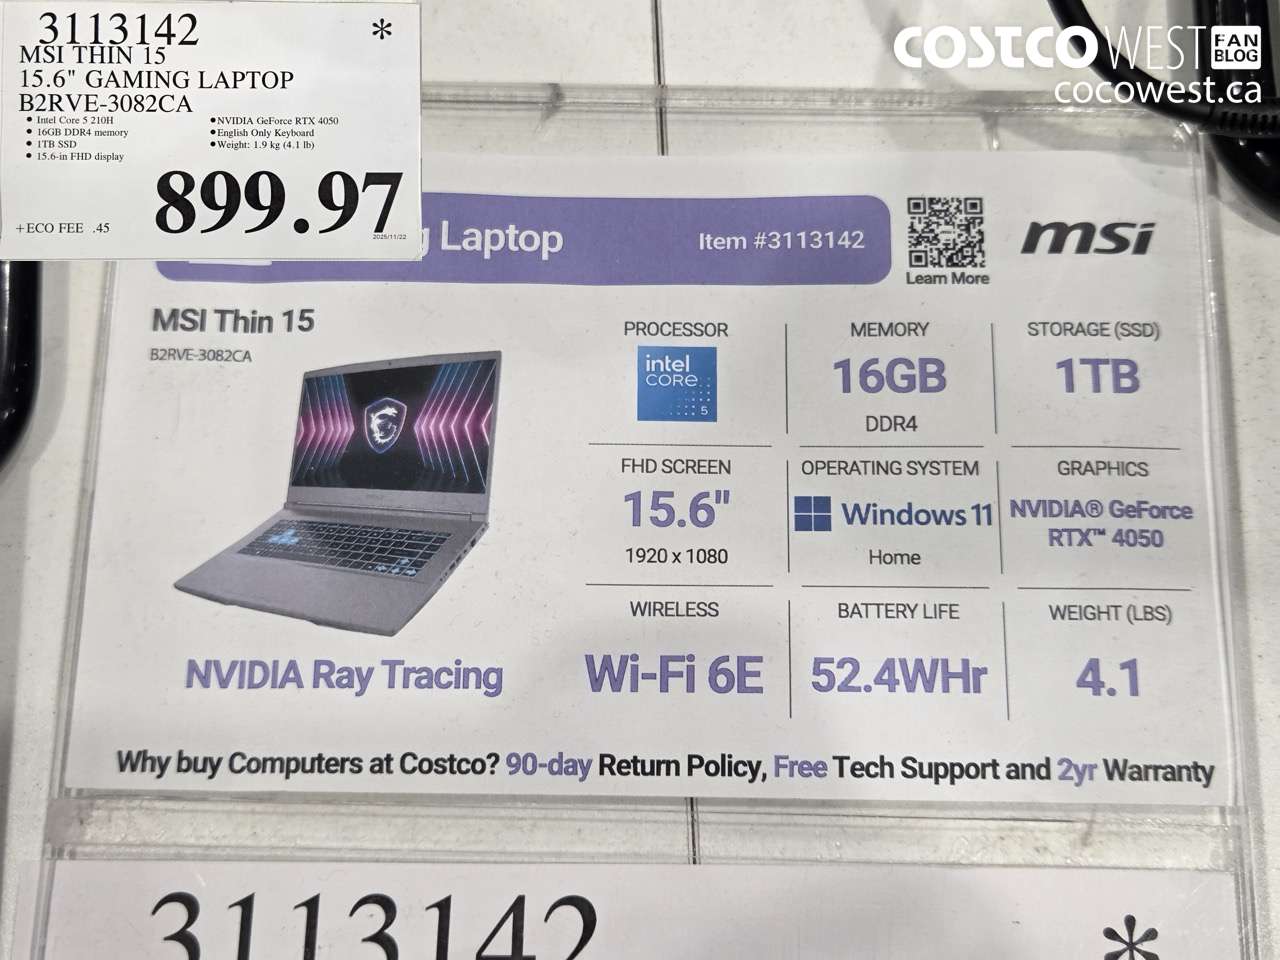 3113142 *
MSI THIN 15
15.6" GAMING LAPTOP
B2RVE-3082CA
• Intel Core 5 210H
• 16GB DDR4 memory
• 1TB SSD
• 15.6-in FHD display
• NVIDIA GeForce RTX 4050
• English Only Keyboard
• Weight: 1.9 kg (4.1 lb)
899.97
+ECO FEE .45
2025/11/22
COSTCO WEST FAN BLOG
cocowest.ca
Laptop
Item #3113142
Learn More
msi
MSI Thin 15
B2RVE-3082CA
NVIDIA Ray Tracing
PROCESSOR
intel
CORE
5
MEMORY
16GB
DDR4
STORAGE (SSD)
1TB
FHD SCREEN
15.6"
1920 x 1080
OPERATING SYSTEM
Windows 11
Home
GRAPHICS
NVIDIA® GeForce
RTX™ 4050
WIRELESS
Wi-Fi 6E
BATTERY LIFE
52.4WHr
WEIGHT (LBS)
4.1
Why buy Computers at Costco? 90-day Return Policy, Free Tech Support and 2yr Warranty
3113142 *